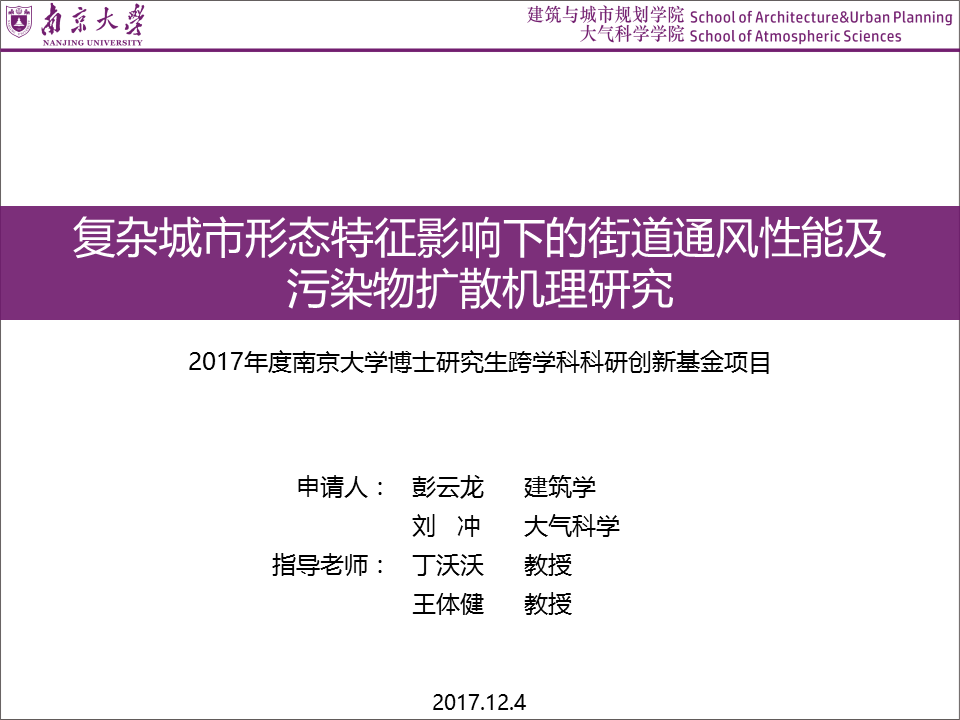 南京大学
NANJING UNIVERSITY
建筑与城市规划学院 School of Architecture&Urban Planning
大气科学学院 School of Atmospheric Sciences
复杂城市形态特征影响下的街道通风性能及
污染物扩散机理研究
2017年度南京大学博士研究生跨学科科研创新基金项目
申请人： 彭云龙 建筑学
刘 冲 大气科学
指导老师： 丁沃沃 教授
王体健 教授
2017.12.4